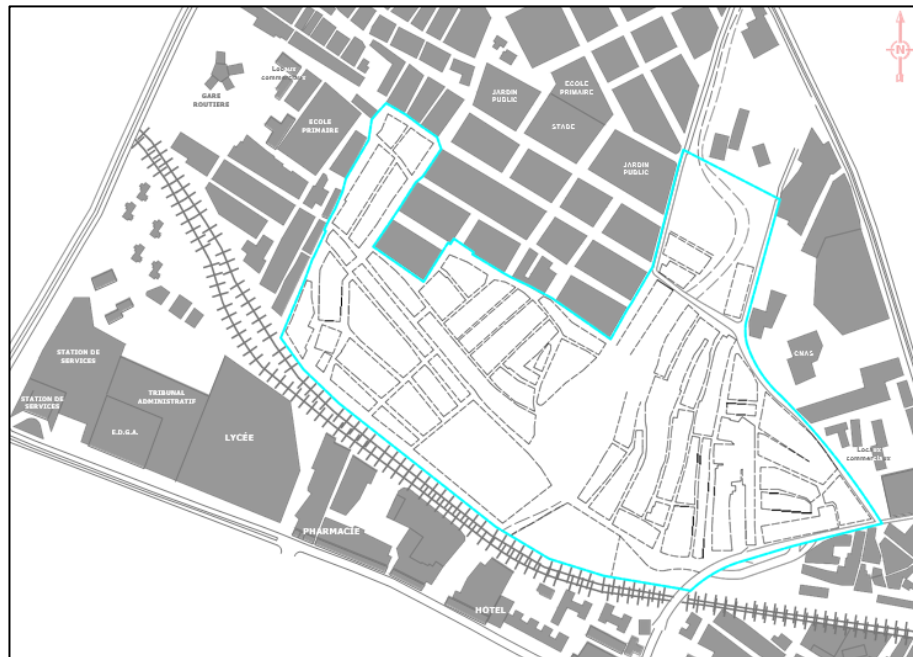 N
Locaux
commerciaux
GARE
ROUTIERE
ECOLE
PRIMAIRE
JARDIN
PUBLIC
ECOLE
PRIMAIRE
STADE
JARDIN
PUBLIC
CNAS
STATION DE
SERVICES
TRIBUNAL
ADMINISTRATIF
STATION DE
SERVICES
E.D.G.A.
LYCÉE
Locaux
commerciaux
PHARMACIE
HOTEL